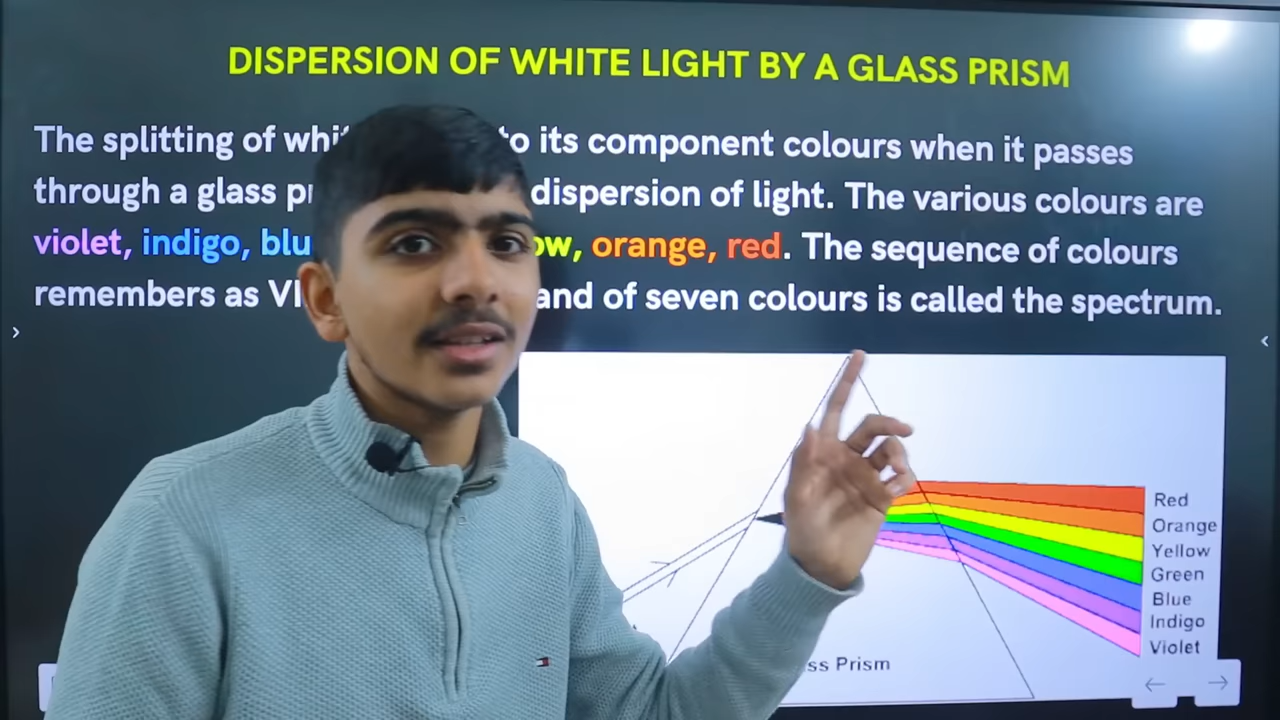 DISPERSION OF WHITE LIGHT BY A GLASS PRISM
The splitting of whi to its component colours when it passes
through a glass pr dispersion of light. The various colours are
violet, indigo, blu ow, orange, red. The sequence of colours
remembers as VI and of seven colours is called the spectrum.
Red
Orange
Yellow
Green
Blue
Indigo
Violet
ss Prism